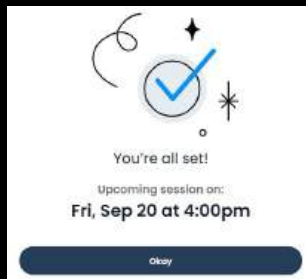 You're all set!
Upcoming session on:
Fri, Sep 20 at 4:00pm
Okay